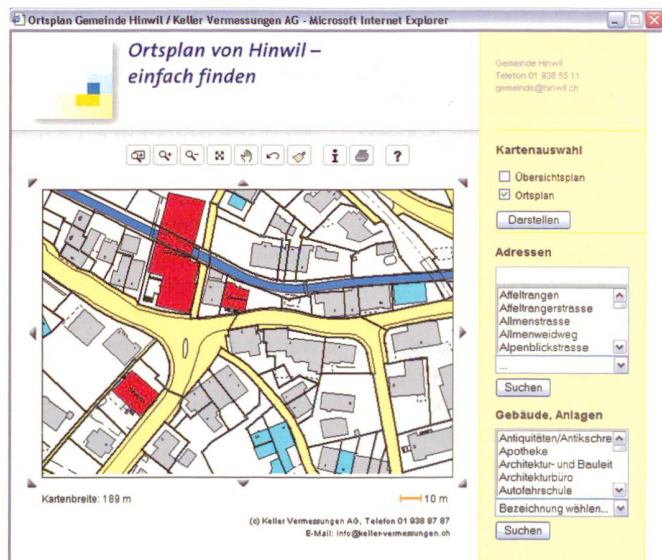 Ortsplan Gemeinde Hinwil / Keller Vermessungen AG - Microsoft Internet Explorer
Ortsplan von Hinwil –
einfach finden
Gemeinde Hinwil
Telefon 01 938 55 11
gemeinde@hinwil.ch
i
?
Kartenauswahl
Übersichtsplan
Ortsplan
Darstellen
Adressen
Affeltrangen
Affeltrangerstrasse
Allmenstrasse
Allmenweidweg
Alpenblickstrasse
...
Suchen
Gebäude, Anlagen
Antiquitäten/Antikschre
Apotheke
Architektur- und Bauleit
Architekturbüro
Autofahrschule
Bezeichnung wählen...
Suchen
Kartenbreite: 189 m
10 m
(c) Keller Vermessungen AG, Telefon 01 938 87 87
E-Mail: info@keller-vermessungen.ch